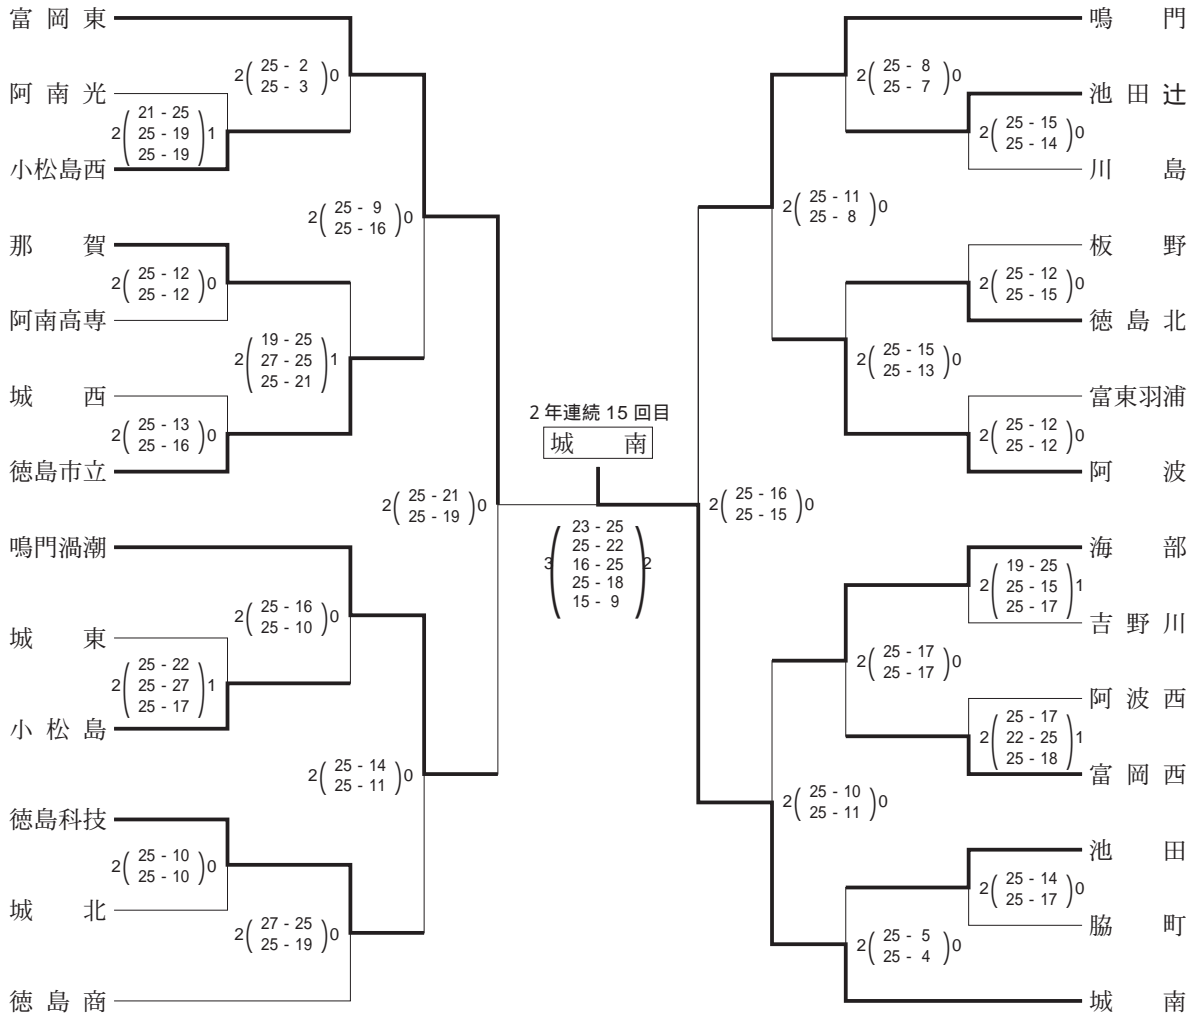 富岡東
2(25 - 2
25 - 3)0
阿南光
2(21 - 25
25 - 19
25 - 19)1
小松島西
2(25 - 9
25 - 16)0
那賀
2(25 - 12
25 - 12)0
阿南高専
2(19 - 25
27 - 25
25 - 21)1
城西
2(25 - 13
25 - 16)0
徳島市立
2(25 - 21
25 - 19)0
鳴門渦潮
2(25 - 16
25 - 10)0
城東
2(25 - 22
25 - 27
25 - 17)1
小松島
2(25 - 14
25 - 11)0
徳島科技
2(25 - 10
25 - 10)0
城北
2(27 - 25
25 - 19)0
徳島商
2年連続15回目
城南
3(23 - 25
25 - 22
16 - 25
25 - 18
15 - 9)2
鳴門
2(25 - 8
25 - 7)0
池田辻
2(25 - 15
25 - 14)0
川島
2(25 - 11
25 - 8)0
板野
2(25 - 12
25 - 15)0
徳島北
2(25 - 15
25 - 13)0
富東羽浦
2(25 - 12
25 - 12)0
阿波
2(25 - 16
25 - 15)0
海部
2(19 - 25
25 - 15
25 - 17)1
吉野川
2(25 - 17
25 - 17)0
阿波西
2(25 - 17
22 - 25
25 - 18)1
富岡西
2(25 - 10
25 - 11)0
池田
2(25 - 14
25 - 17)0
脇町
2(25 - 5
25 - 4)0
城南